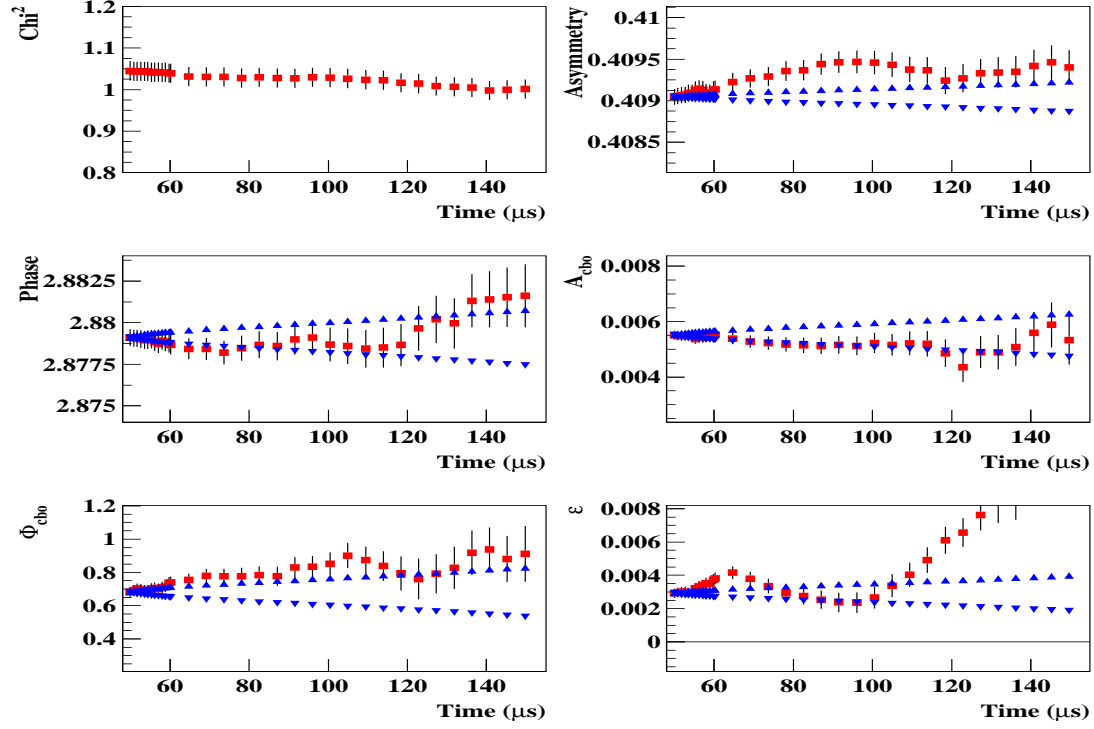 Chi²
1.2
1.1
1
0.9
0.8
60 80 100 120 140
Time (μs)
Asymmetry
0.41
0.4095
0.409
0.4085
60 80 100 120 140
Time (μs)
Phase
2.8825
2.88
2.8775
2.875
60 80 100 120 140
Time (μs)
A_cbo
0.008
0.006
0.004
60 80 100 120 140
Time (μs)
Φ_cbo
1.2
1
0.8
0.6
0.4
60 80 100 120 140
Time (μs)
ε
0.008
0.006
0.004
0.002
0
60 80 100 120 140
Time (μs)